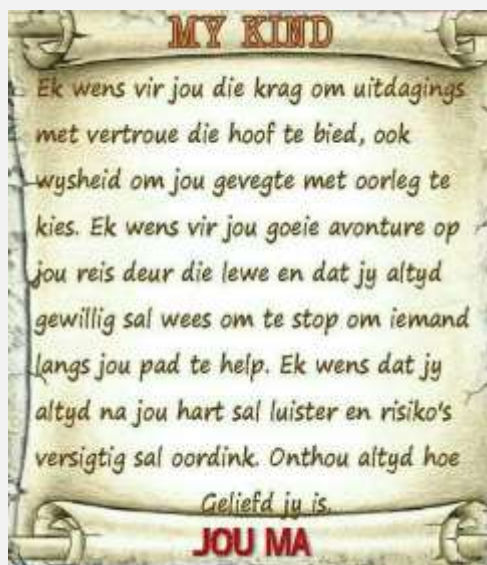 MY KIND
Ek wens vir jou die krag om uitdagings
met vertroue die hoof te bied, ook
wysheid om jou gevegte met oorleg te
kies. Ek wens vir jou goeie avonture op
jou reis deur die lewe en dat jy altyd
gewillig sal wees om te stop om iemand
langs jou pad te help. Ek wens dat jy
altyd na jou hart sal luister en risiko's
versigtig sal oordink. Onthou altyd hoe
Geliefd jy is.
JOU MA